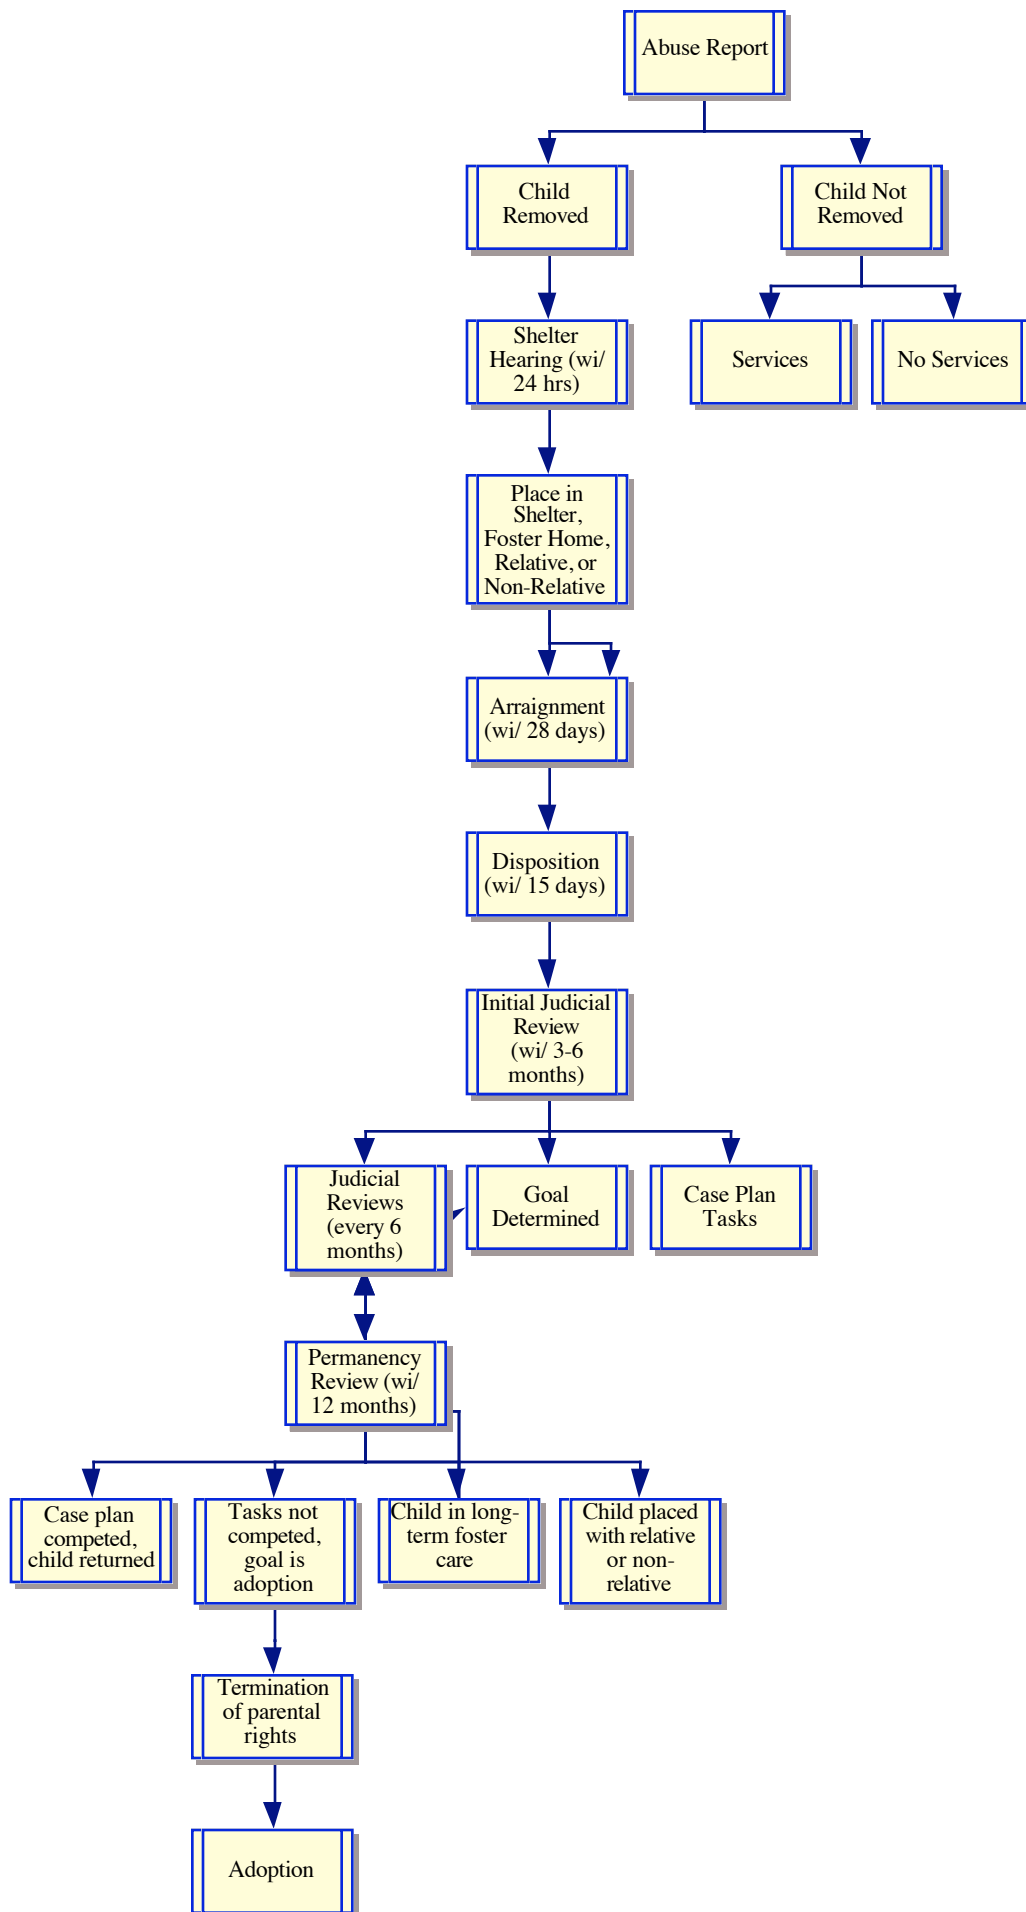 Abuse Report
Child
Removed
Child Not
Removed
Shelter
Hearing (wi/
24 hrs)
Services
No Services
Place in
Shelter,
Foster Home,
Relative, or
Non-Relative
Arraignment
(wi/ 28 days)
Disposition
(wi/ 15 days)
Initial Judicial
Review
(wi/ 3-6
months)
Judicial
Reviews
(every 6
months)
Goal
Determined
Case Plan
Tasks
Permanency
Review (wi/
12 months)
Case plan
competed,
child returned
Tasks not
competed,
goal is
adoption
Child in long-
term foster
care
Child placed
with relative
or non-
relative
Termination
of parental
rights
Adoption